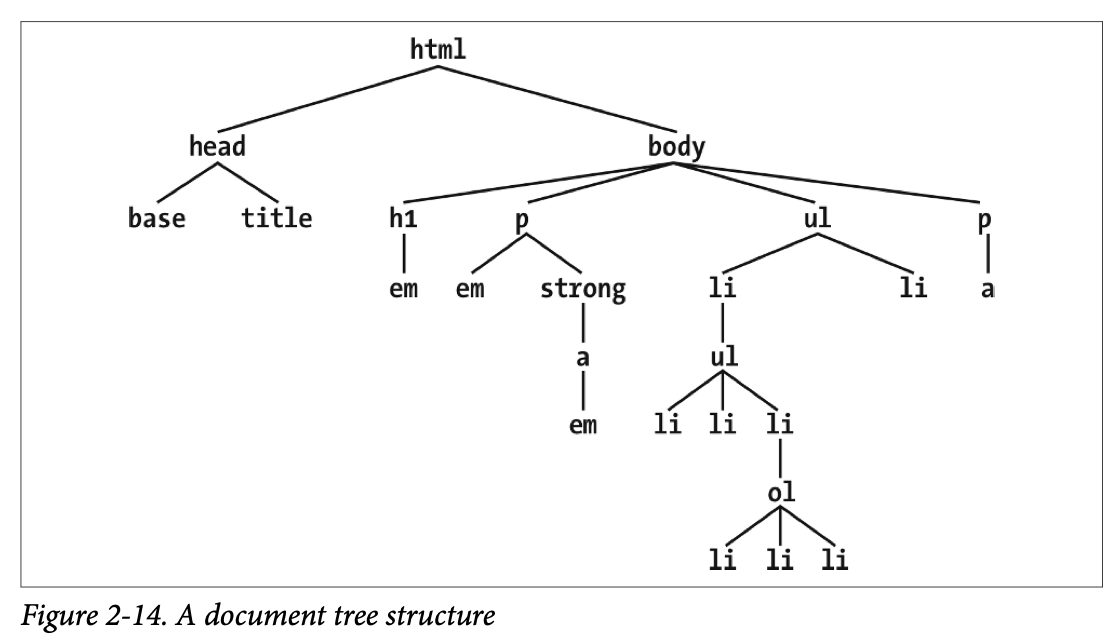 html
head body
base title h1 p ul p
em em strong li li a
a ul
em li li li
ol
li li li
Figure 2-14. A document tree structure